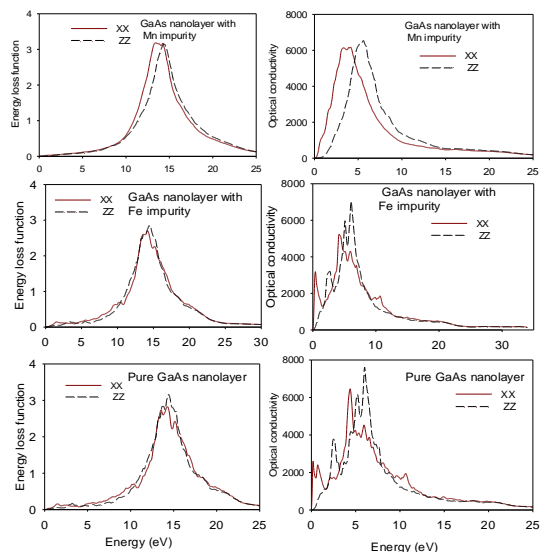 GaAs nanolayer with
Mn impurity
XX
ZZ
Energy loss function
4
3
2
1
0
0 5 10 15 20 25
GaAs nanolayer with
Mn impurity
XX
ZZ
Optical conductivity
8000
6000
4000
2000
0
0 5 10 15 20 25
GaAs nanolayer with
Fe impurity
XX
ZZ
Energy loss function
4
3
2
1
0
0 5 10 15 20 25 30
GaAs nanolayer with
Fe impurity
XX
ZZ
Optical conductivity
8000
6000
4000
2000
0
0 10 20 30
Pure GaAs nanolayer
XX
ZZ
Energy loss function
4
3
2
1
0
0 5 10 15 20 25
Energy (eV)
Pure GaAs nanolayer
XX
ZZ
Optical conductivity
8000
6000
4000
2000
0
0 5 10 15 20 25
Energy (eV)